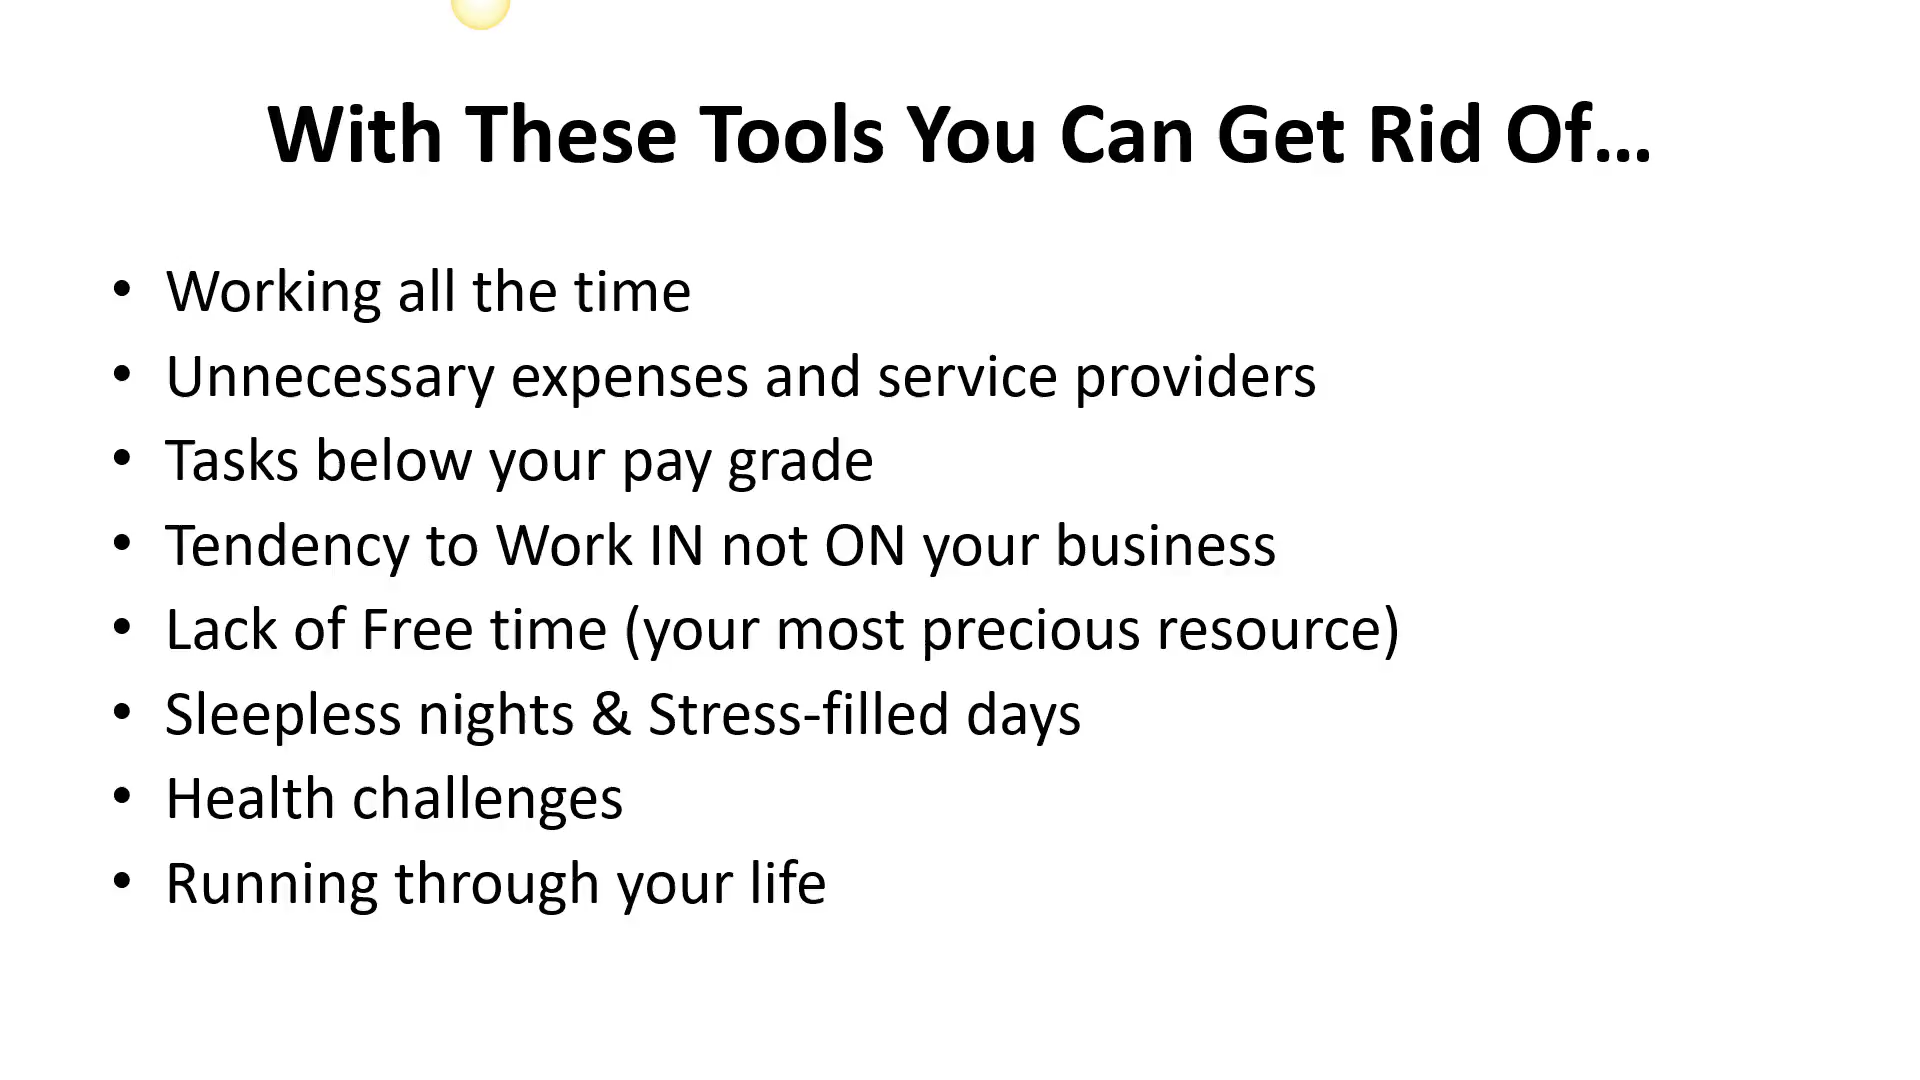 With These Tools You Can Get Rid Of...
• Working all the time
• Unnecessary expenses and service providers
• Tasks below your pay grade
• Tendency to Work IN not ON your business
• Lack of Free time (your most precious resource)
• Sleepless nights & Stress-filled days
• Health challenges
• Running through your life